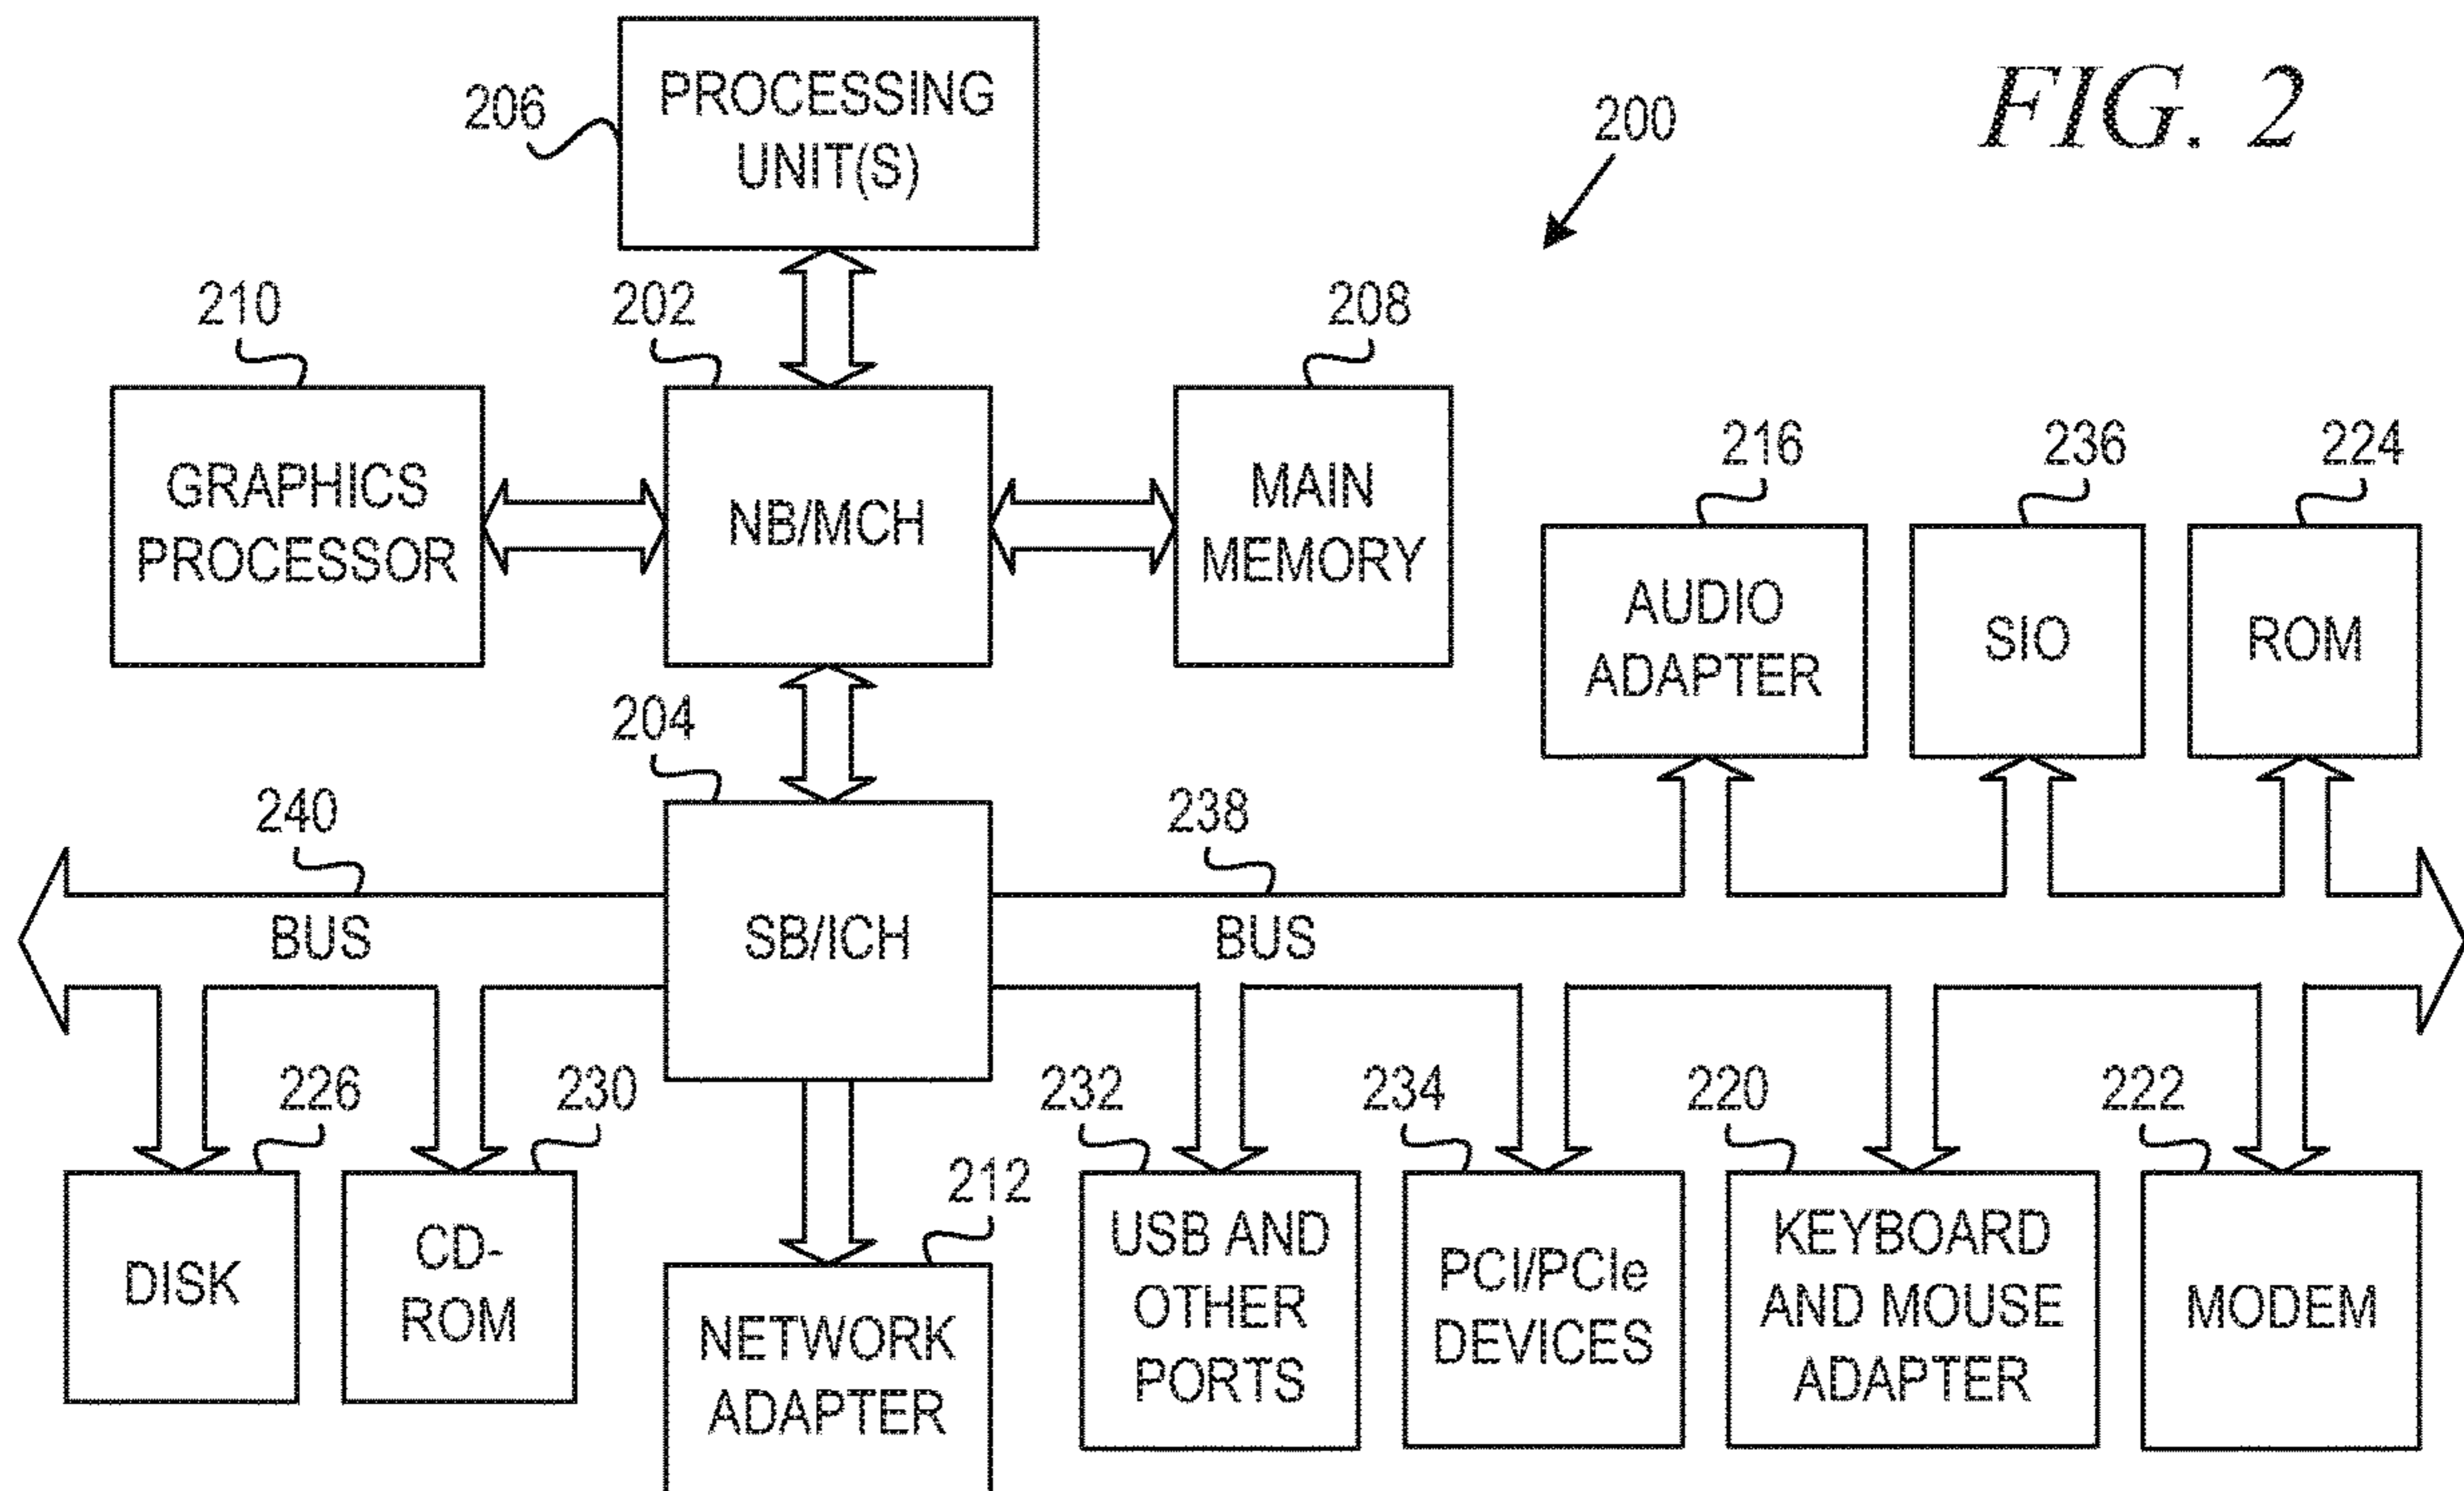 FIG. 2
200
206
PROCESSING
UNIT(S)
210
202
208
GRAPHICS
PROCESSOR
NB/MCH
MAIN
MEMORY
216
236
224
AUDIO
ADAPTER
SIO
ROM
204
240
238
BUS
SB/ICH
BUS
226
230
212
232
234
220
222
DISK
CD-
ROM
NETWORK
ADAPTER
USB AND
OTHER
PORTS
PCI/PCIe
DEVICES
KEYBOARD
AND MOUSE
ADAPTER
MODEM